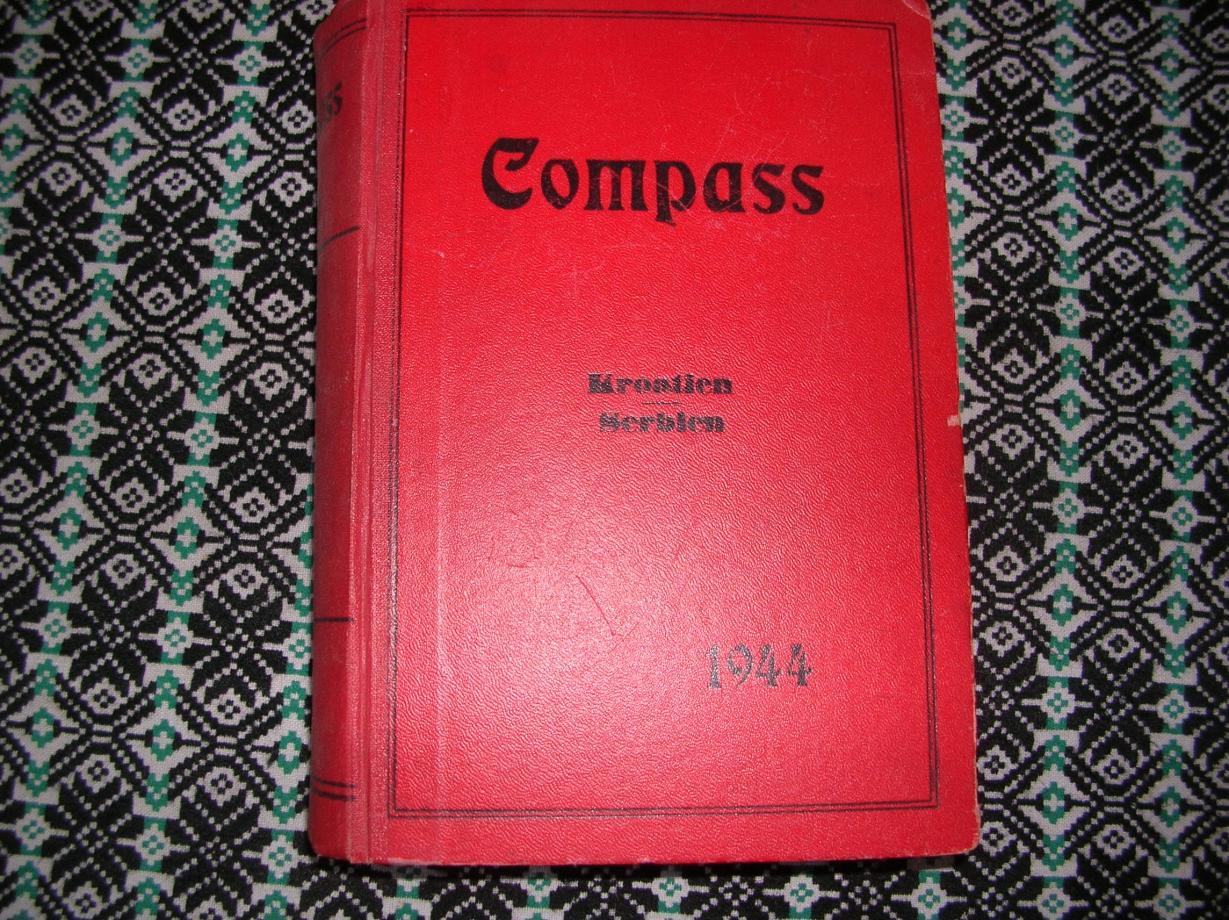 Compass
Kroatien
Serbien
1944